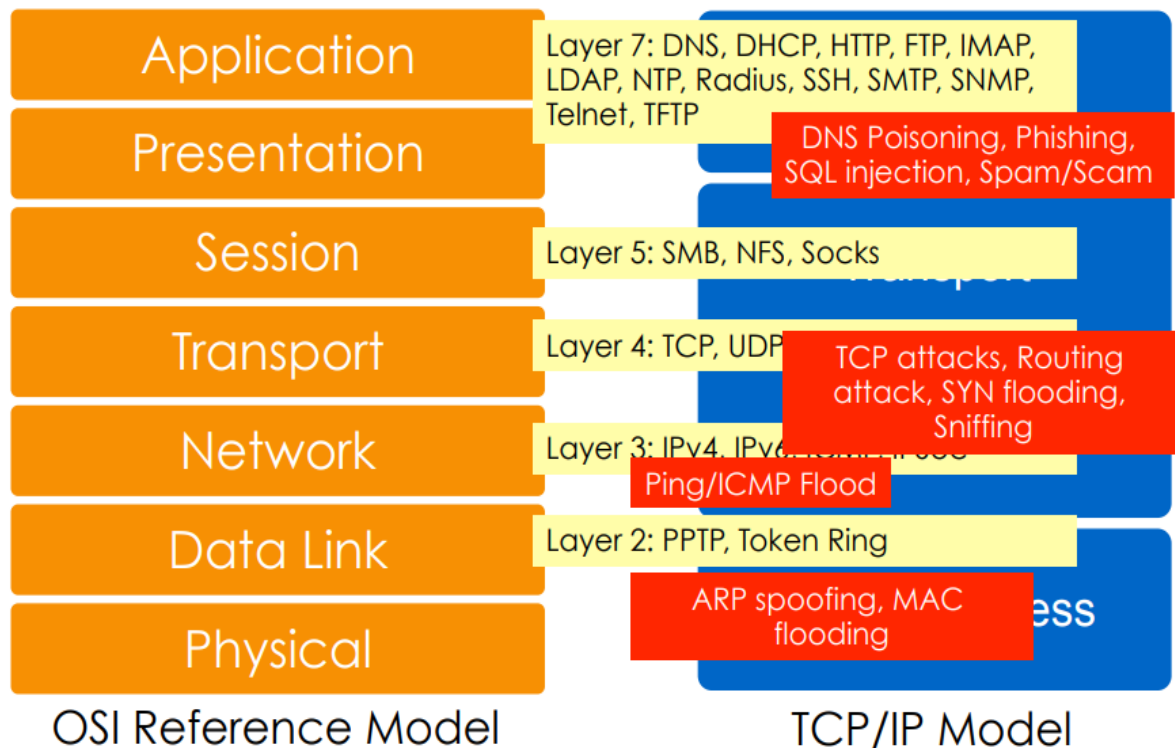 Application
Layer 7: DNS, DHCP, HTTP, FTP, IMAP,
LDAP, NTP, Radius, SSH, SMTP, SNMP,
Telnet, TFTP
Presentation
DNS Poisoning, Phishing,
SQL injection, Spam/Scam
Session
Layer 5: SMB, NFS, Socks
Transport
Layer 4: TCP, UDP
TCP attacks, Routing
attack, SYN flooding,
Sniffing
Network
Layer 3: IPv4, IPv6,
Ping/ICMP Flood
Data Link
Layer 2: PPTP, Token Ring
ARP spoofing, MAC
flooding
ess
Physical
OSI Reference Model
TCP/IP Model